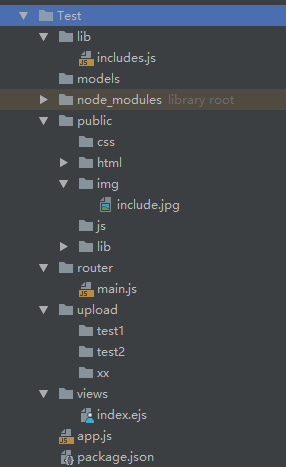 Test
lib
includes.js
models
node_modules library root
public
css
html
img
include.jpg
js
lib
router
main.js
upload
test1
test2
xx
views
index.ejs
app.js
package.json